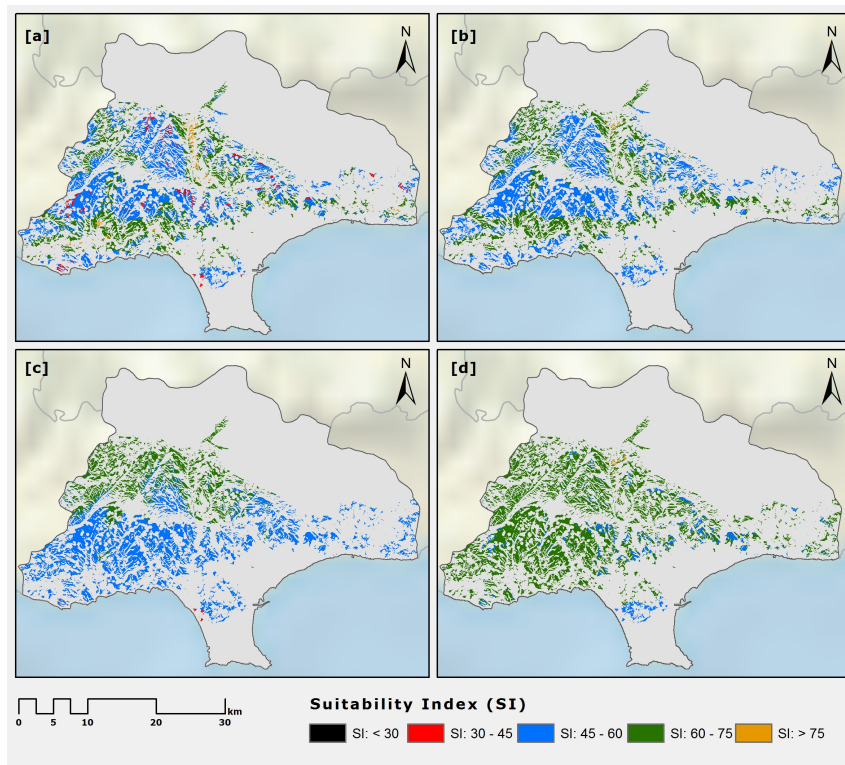 [a]
N
[b]
N
[c]
N
[d]
N
km
0 5 10 20 30
Suitability Index (SI)
SI: < 30 SI: 30 - 45 SI: 45 - 60 SI: 60 - 75 SI: > 75